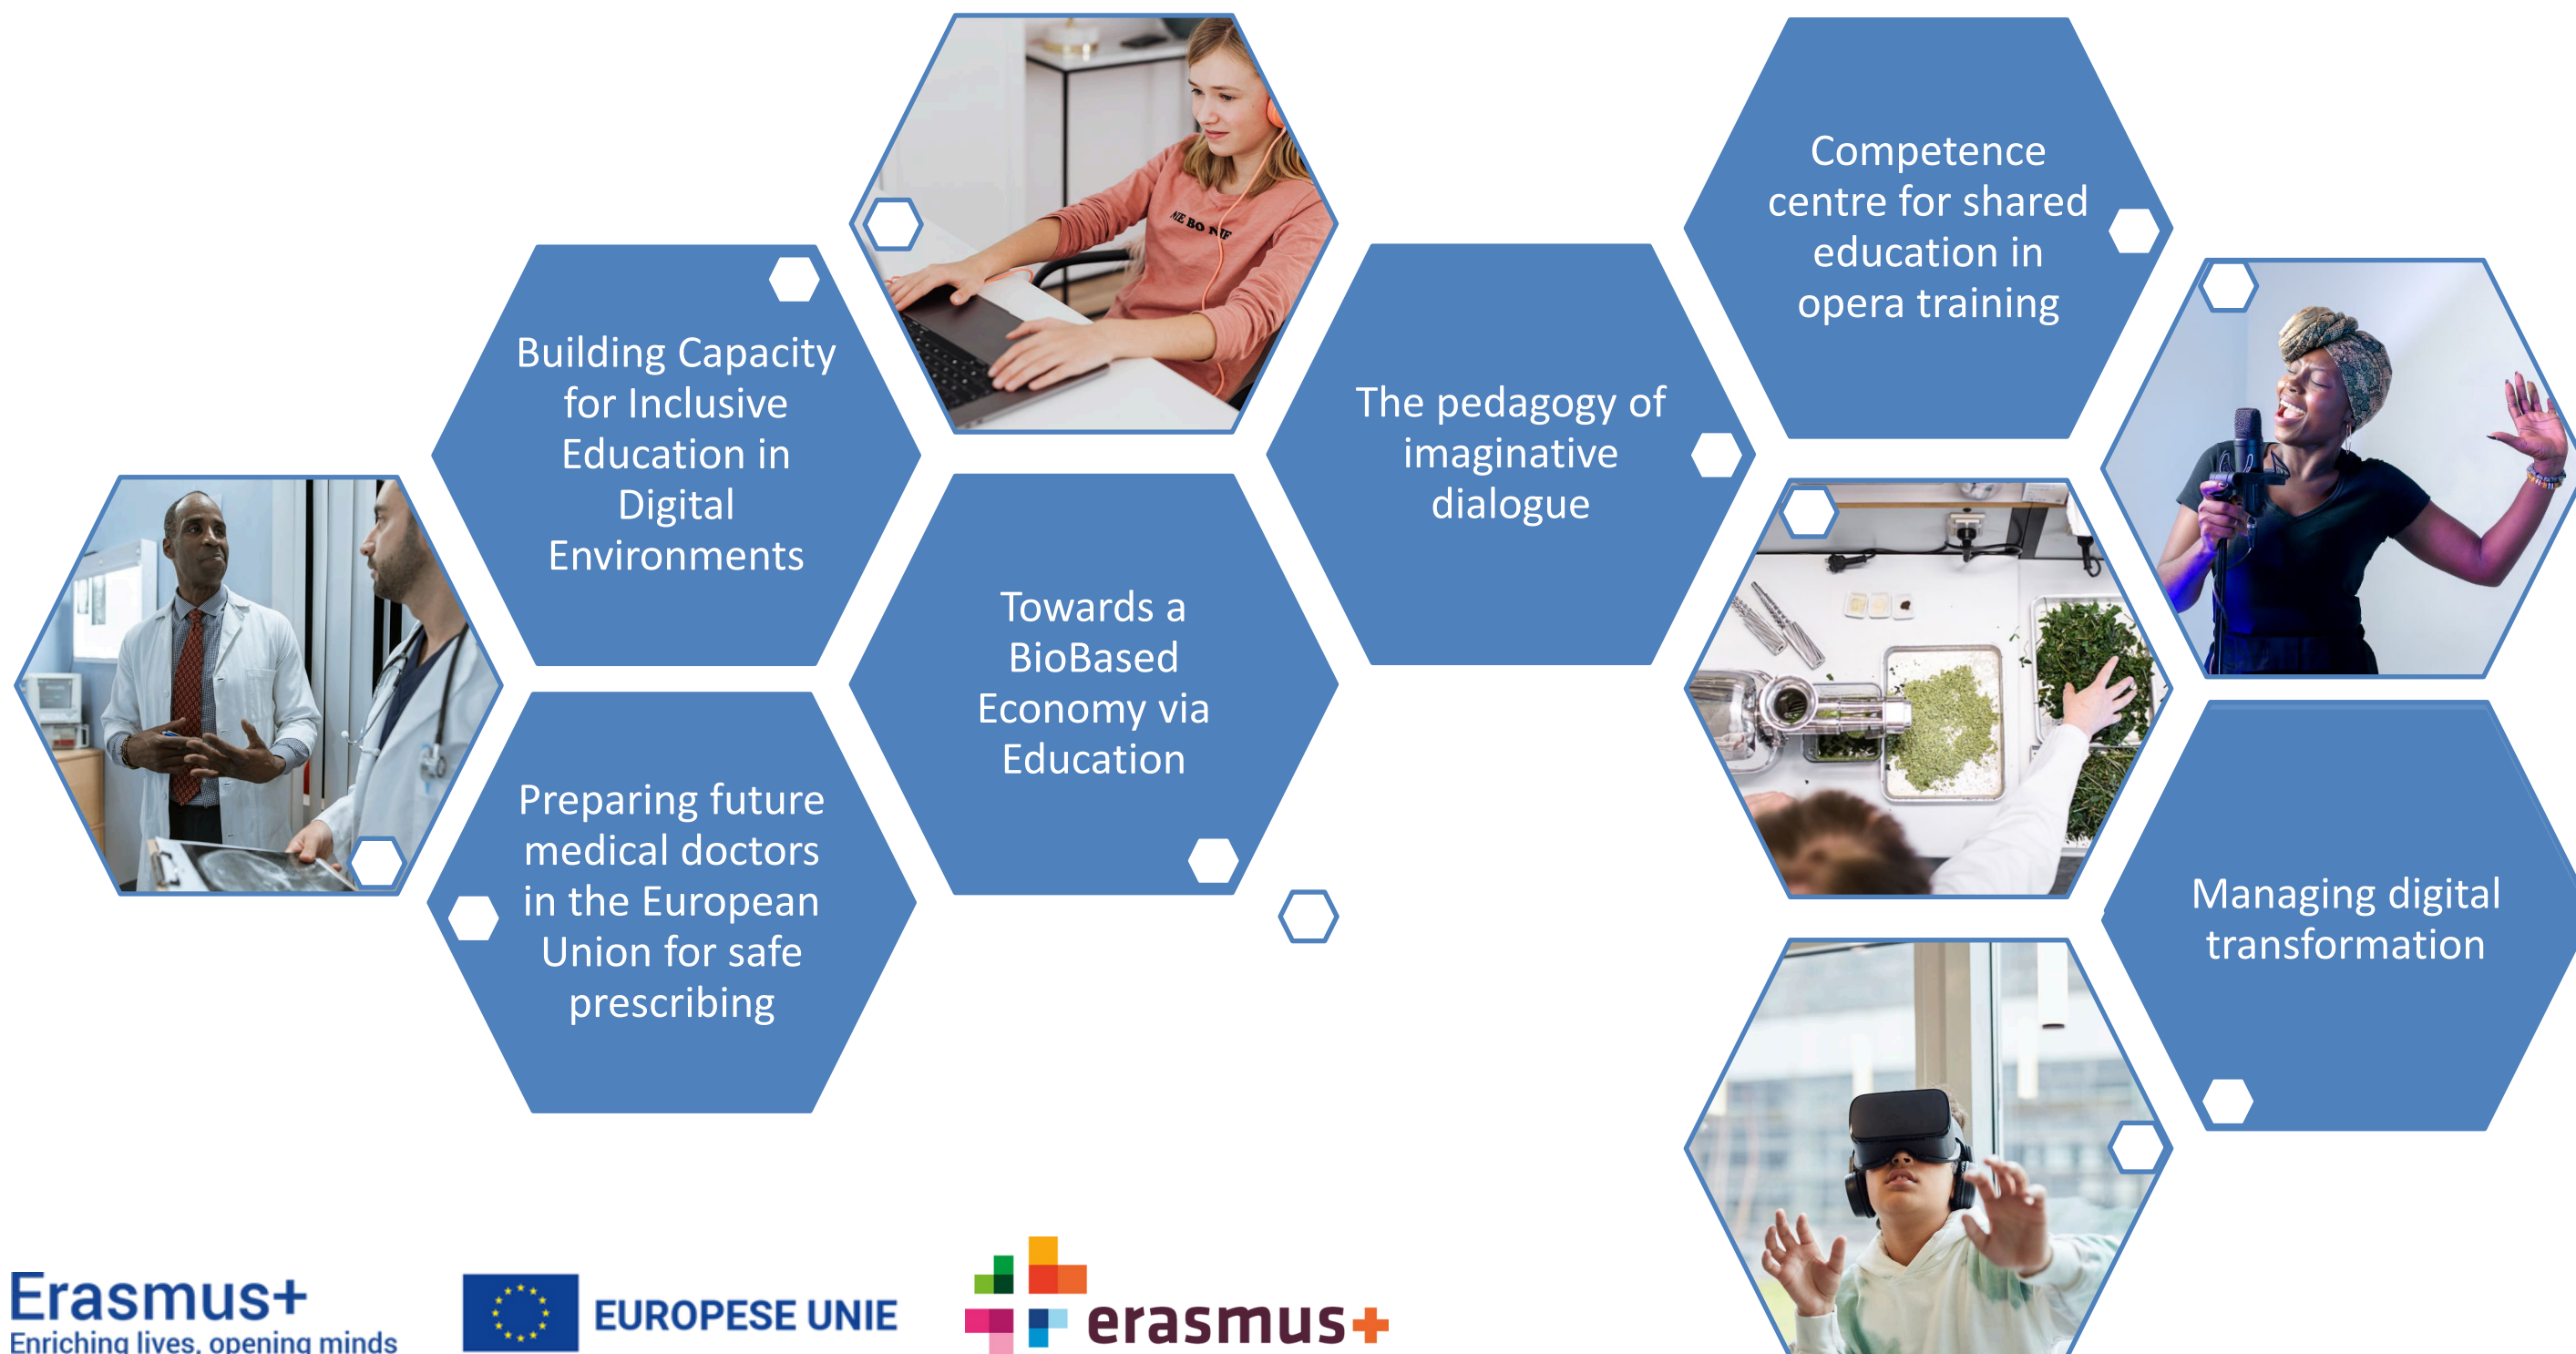 Building Capacity
for Inclusive
Education in
Digital
Environments
Preparing future
medical doctors
in the European
Union for safe
prescribing
Towards a
BioBased
Economy via
Education
The pedagogy of
imaginative
dialogue
Competence
centre for shared
education in
opera training
Managing digital
transformation
Erasmus+
Enriching lives, opening minds
EUROPESE UNIE
erasmus+